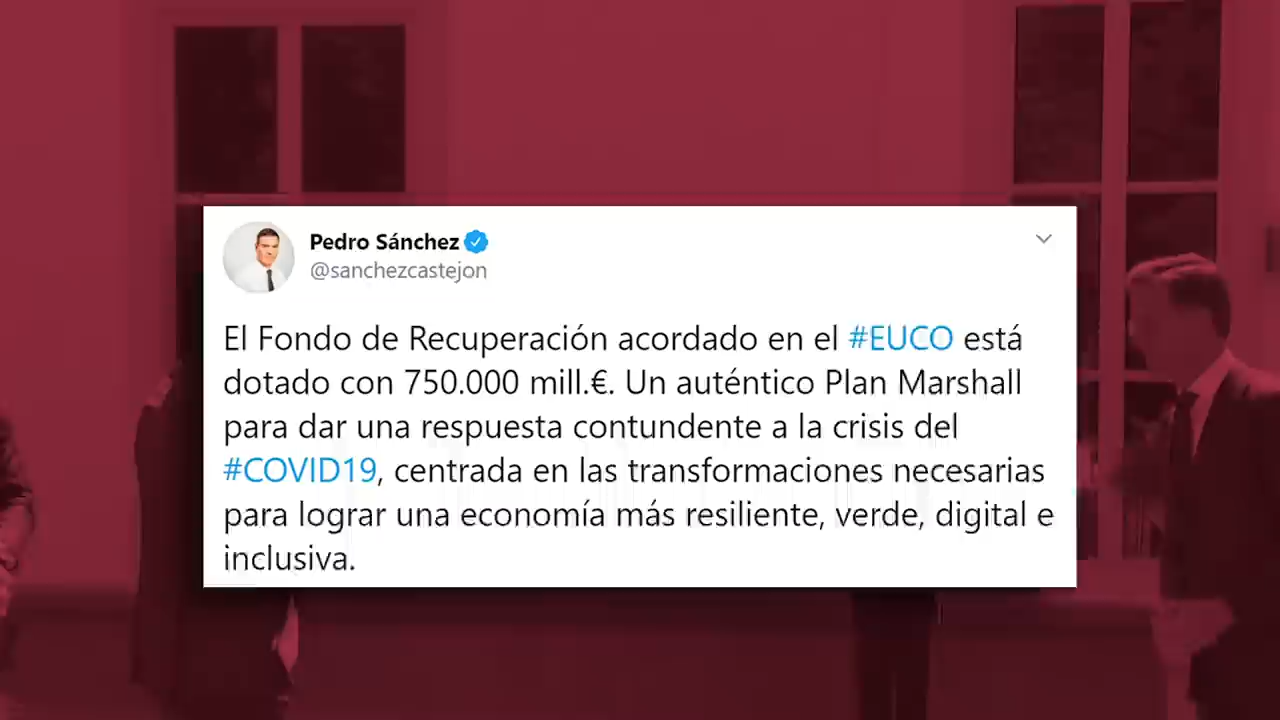 Pedro Sánchez
@sanchezcastejon
El Fondo de Recuperación acordado en el #EUCO está
dotado con 750.000 mill.€. Un auténtico Plan Marshall
para dar una respuesta contundente a la crisis del
#COVID19, centrada en las transformaciones necesarias
para lograr una economía más resiliente, verde, digital e
inclusiva.